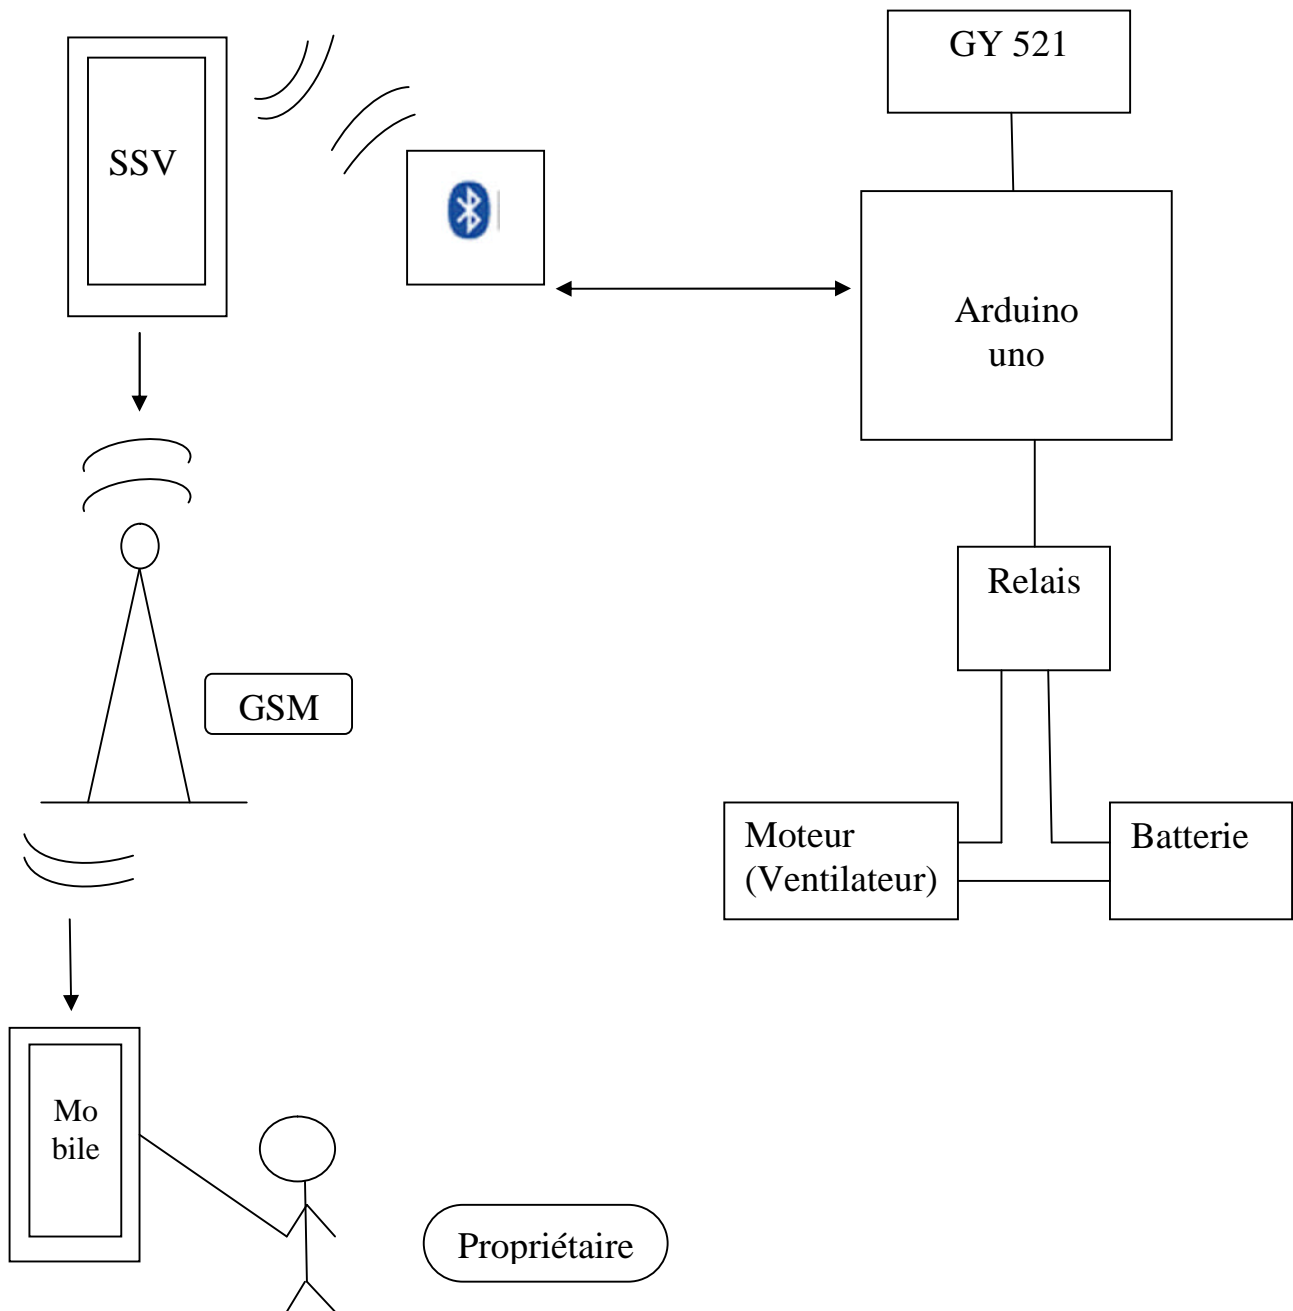 GY 521
SSV
Arduino
uno
Relais
GSM
Moteur
(Ventilateur)
Batterie
Mo
bile
Propriétaire